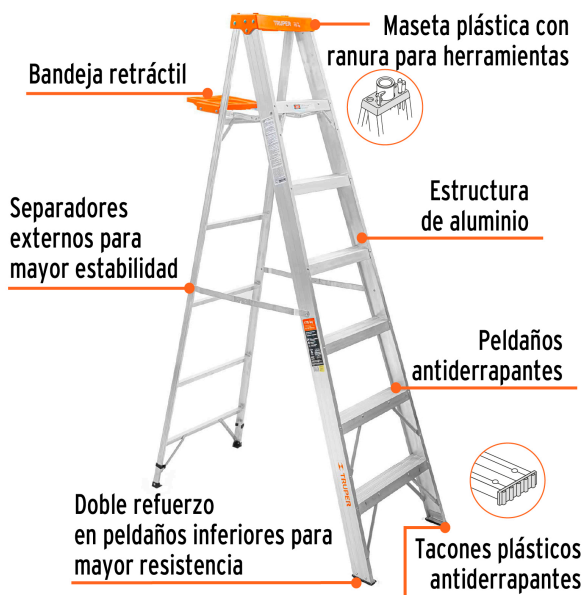 TRUPER
Maseta plástica con
ranura para herramientas
Bandeja retráctil
Estructura
de aluminio
Separadores
externos para
mayor estabilidad
Peldaños
antiderrapantes
TRUPER
Doble refuerzo
en peldaños inferiores para
mayor resistencia
Tacones plásticos
antiderrapantes